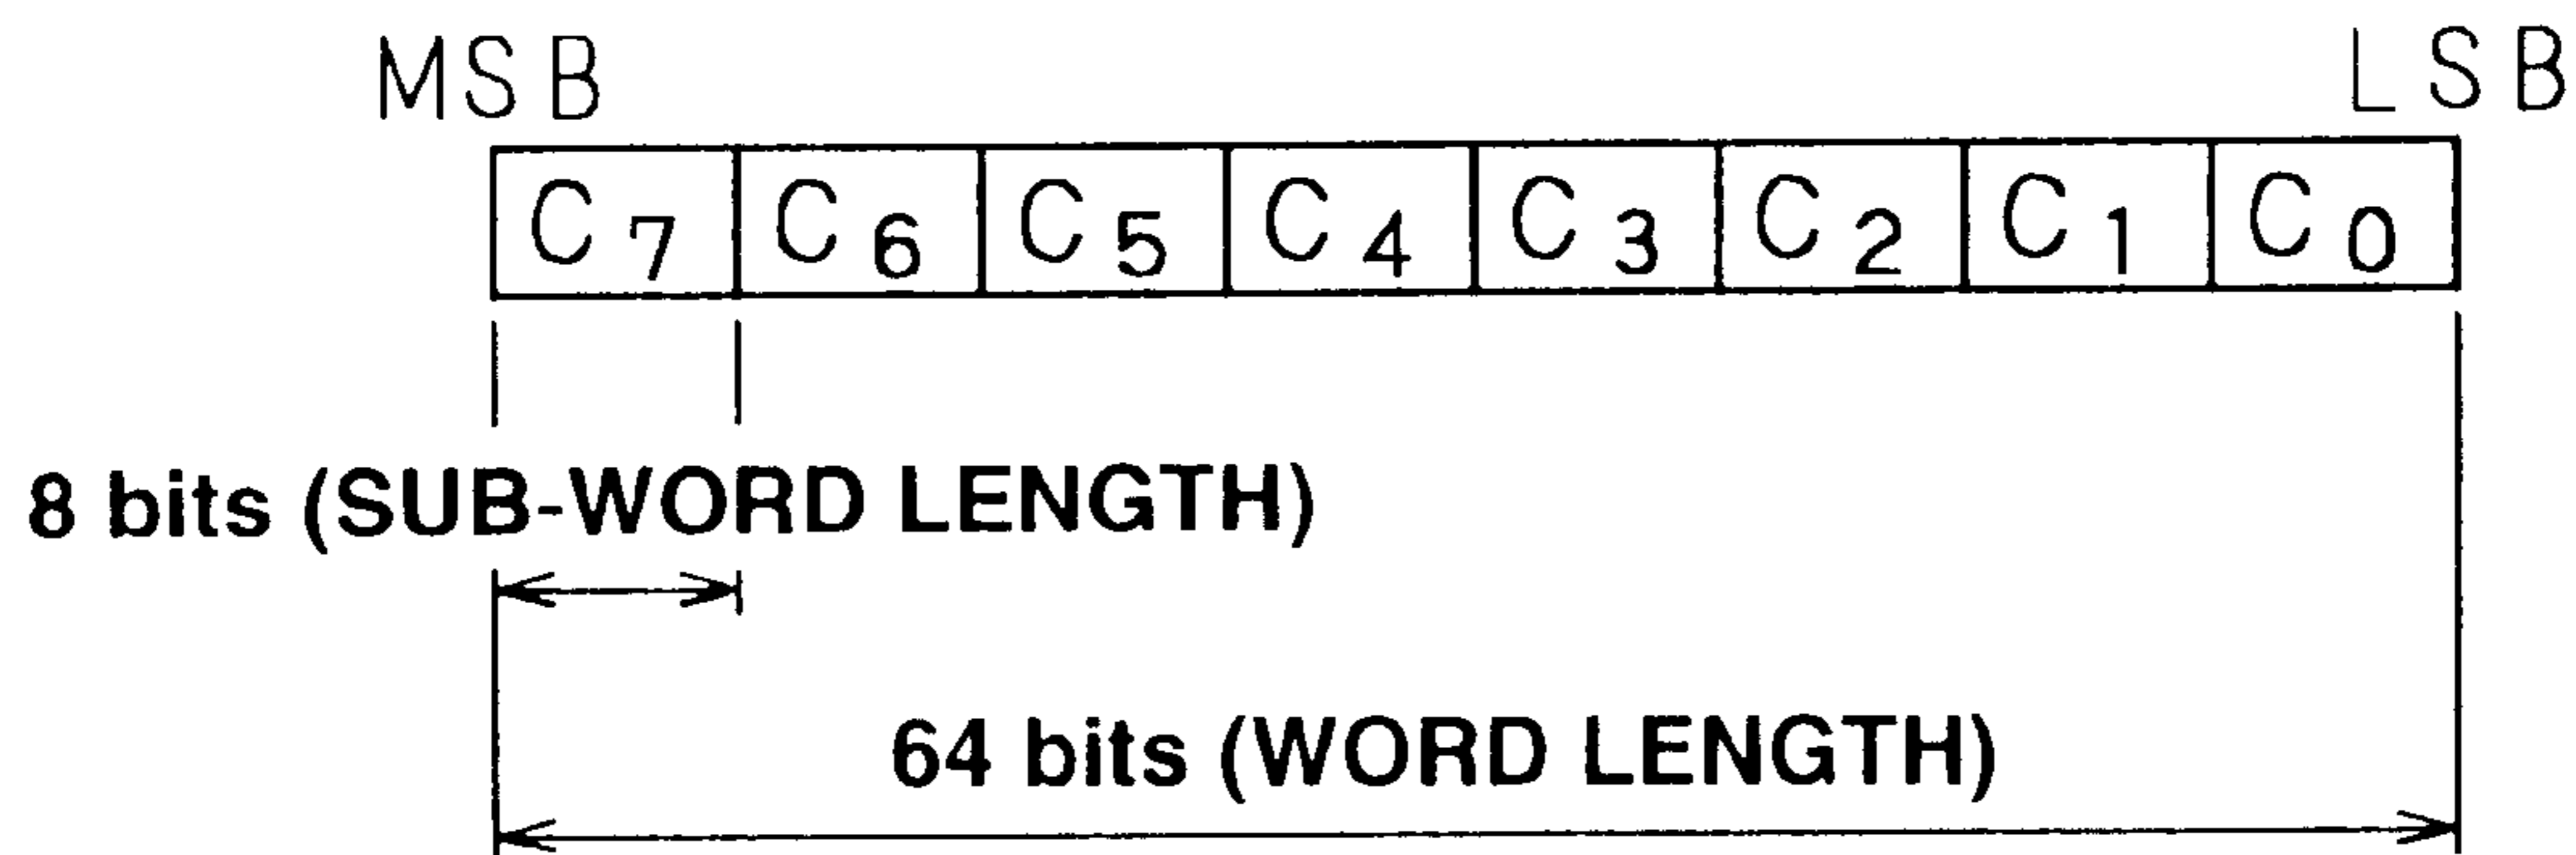 MSB LSB
C7 C6 C5 C4 C3 C2 C1 C0
8 bits (SUB-WORD LENGTH)
64 bits (WORD LENGTH)